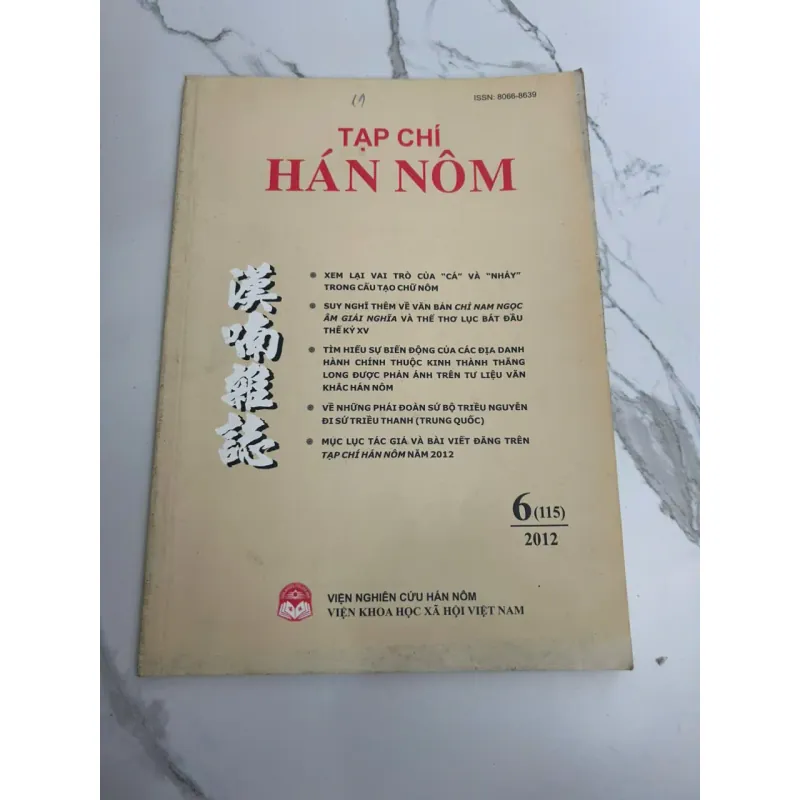 ISSN: 8066-8639
TẠP CHÍ
HÁN NÔM
漢喃雜誌
XEM LẠI VAI TRÒ CỦA "CÁ" VÀ "NHÁY"
TRONG CẤU TẠO CHỮ NÔM
SUY NGHĨ THÊM VỀ VĂN BẢN CHỈ NAM NGỌC
ÂM GIẢI NGHĨA VÀ THỂ THƠ LỤC BÁT ĐẦU
THẾ KỶ XV
TÌM HIỂU SỰ BIẾN ĐỘNG CỦA CÁC ĐỊA DANH
HÀNH CHÍNH THUỘC KINH THÀNH THĂNG
LONG ĐƯỢC PHẢN ÁNH TRÊN TƯ LIỆU VĂN
KHẮC HÁN NÔM
VỀ NHỮNG PHÁI ĐOÀN SỨ BỘ TRIỀU NGUYỄN
ĐI SỨ TRIỀU THANH (TRUNG QUỐC)
MỤC LỤC TÁC GIẢ VÀ BÀI VIẾT ĐĂNG TRÊN
TẠP CHÍ HÁN NÔM NĂM 2012
6 (115)
2012
VIỆN NGHIÊN CỨU HÁN NÔM
VIỆN KHOA HỌC XÃ HỘI VIỆT NAM